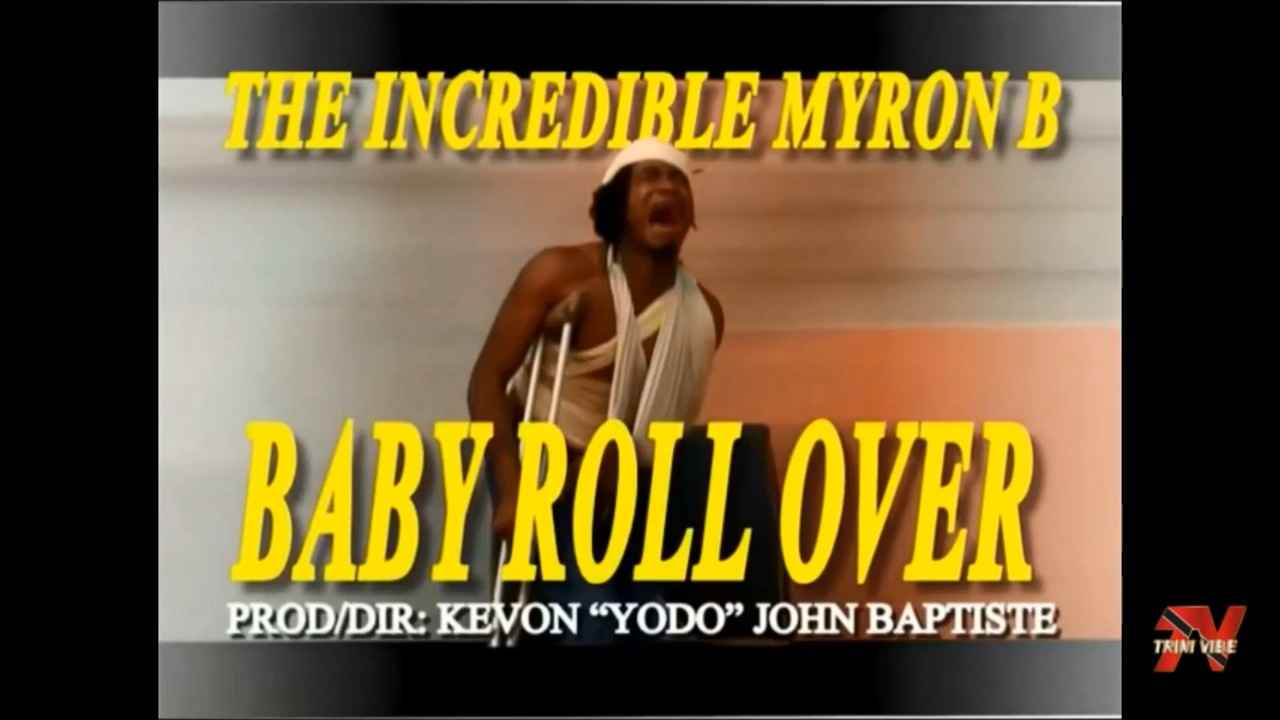 THE INCREDIBLE MYRON B
BABY ROLL OVER
PROD/DIR: KEVON “YODO” JOHN BAPTISTE
TRINI VIBE